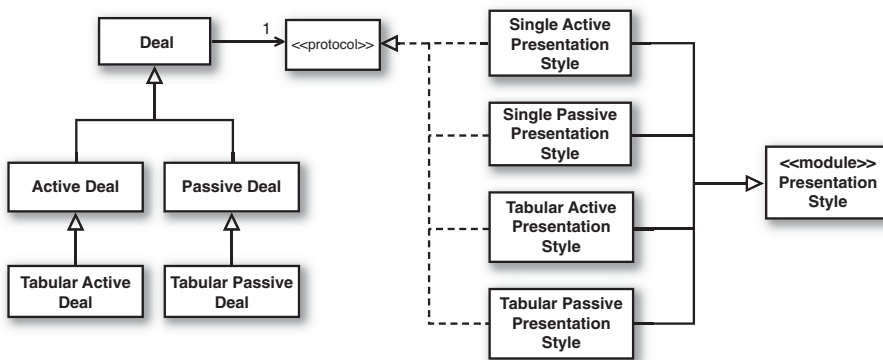 Deal
1
<<protocol>>
Single Active
Presentation
Style
Single Passive
Presentation
Style
Active Deal
Passive Deal
<<module>>
Presentation
Style
Tabular Active
Presentation
Style
Tabular Active
Deal
Tabular Passive
Deal
Tabular Passive
Presentation
Style